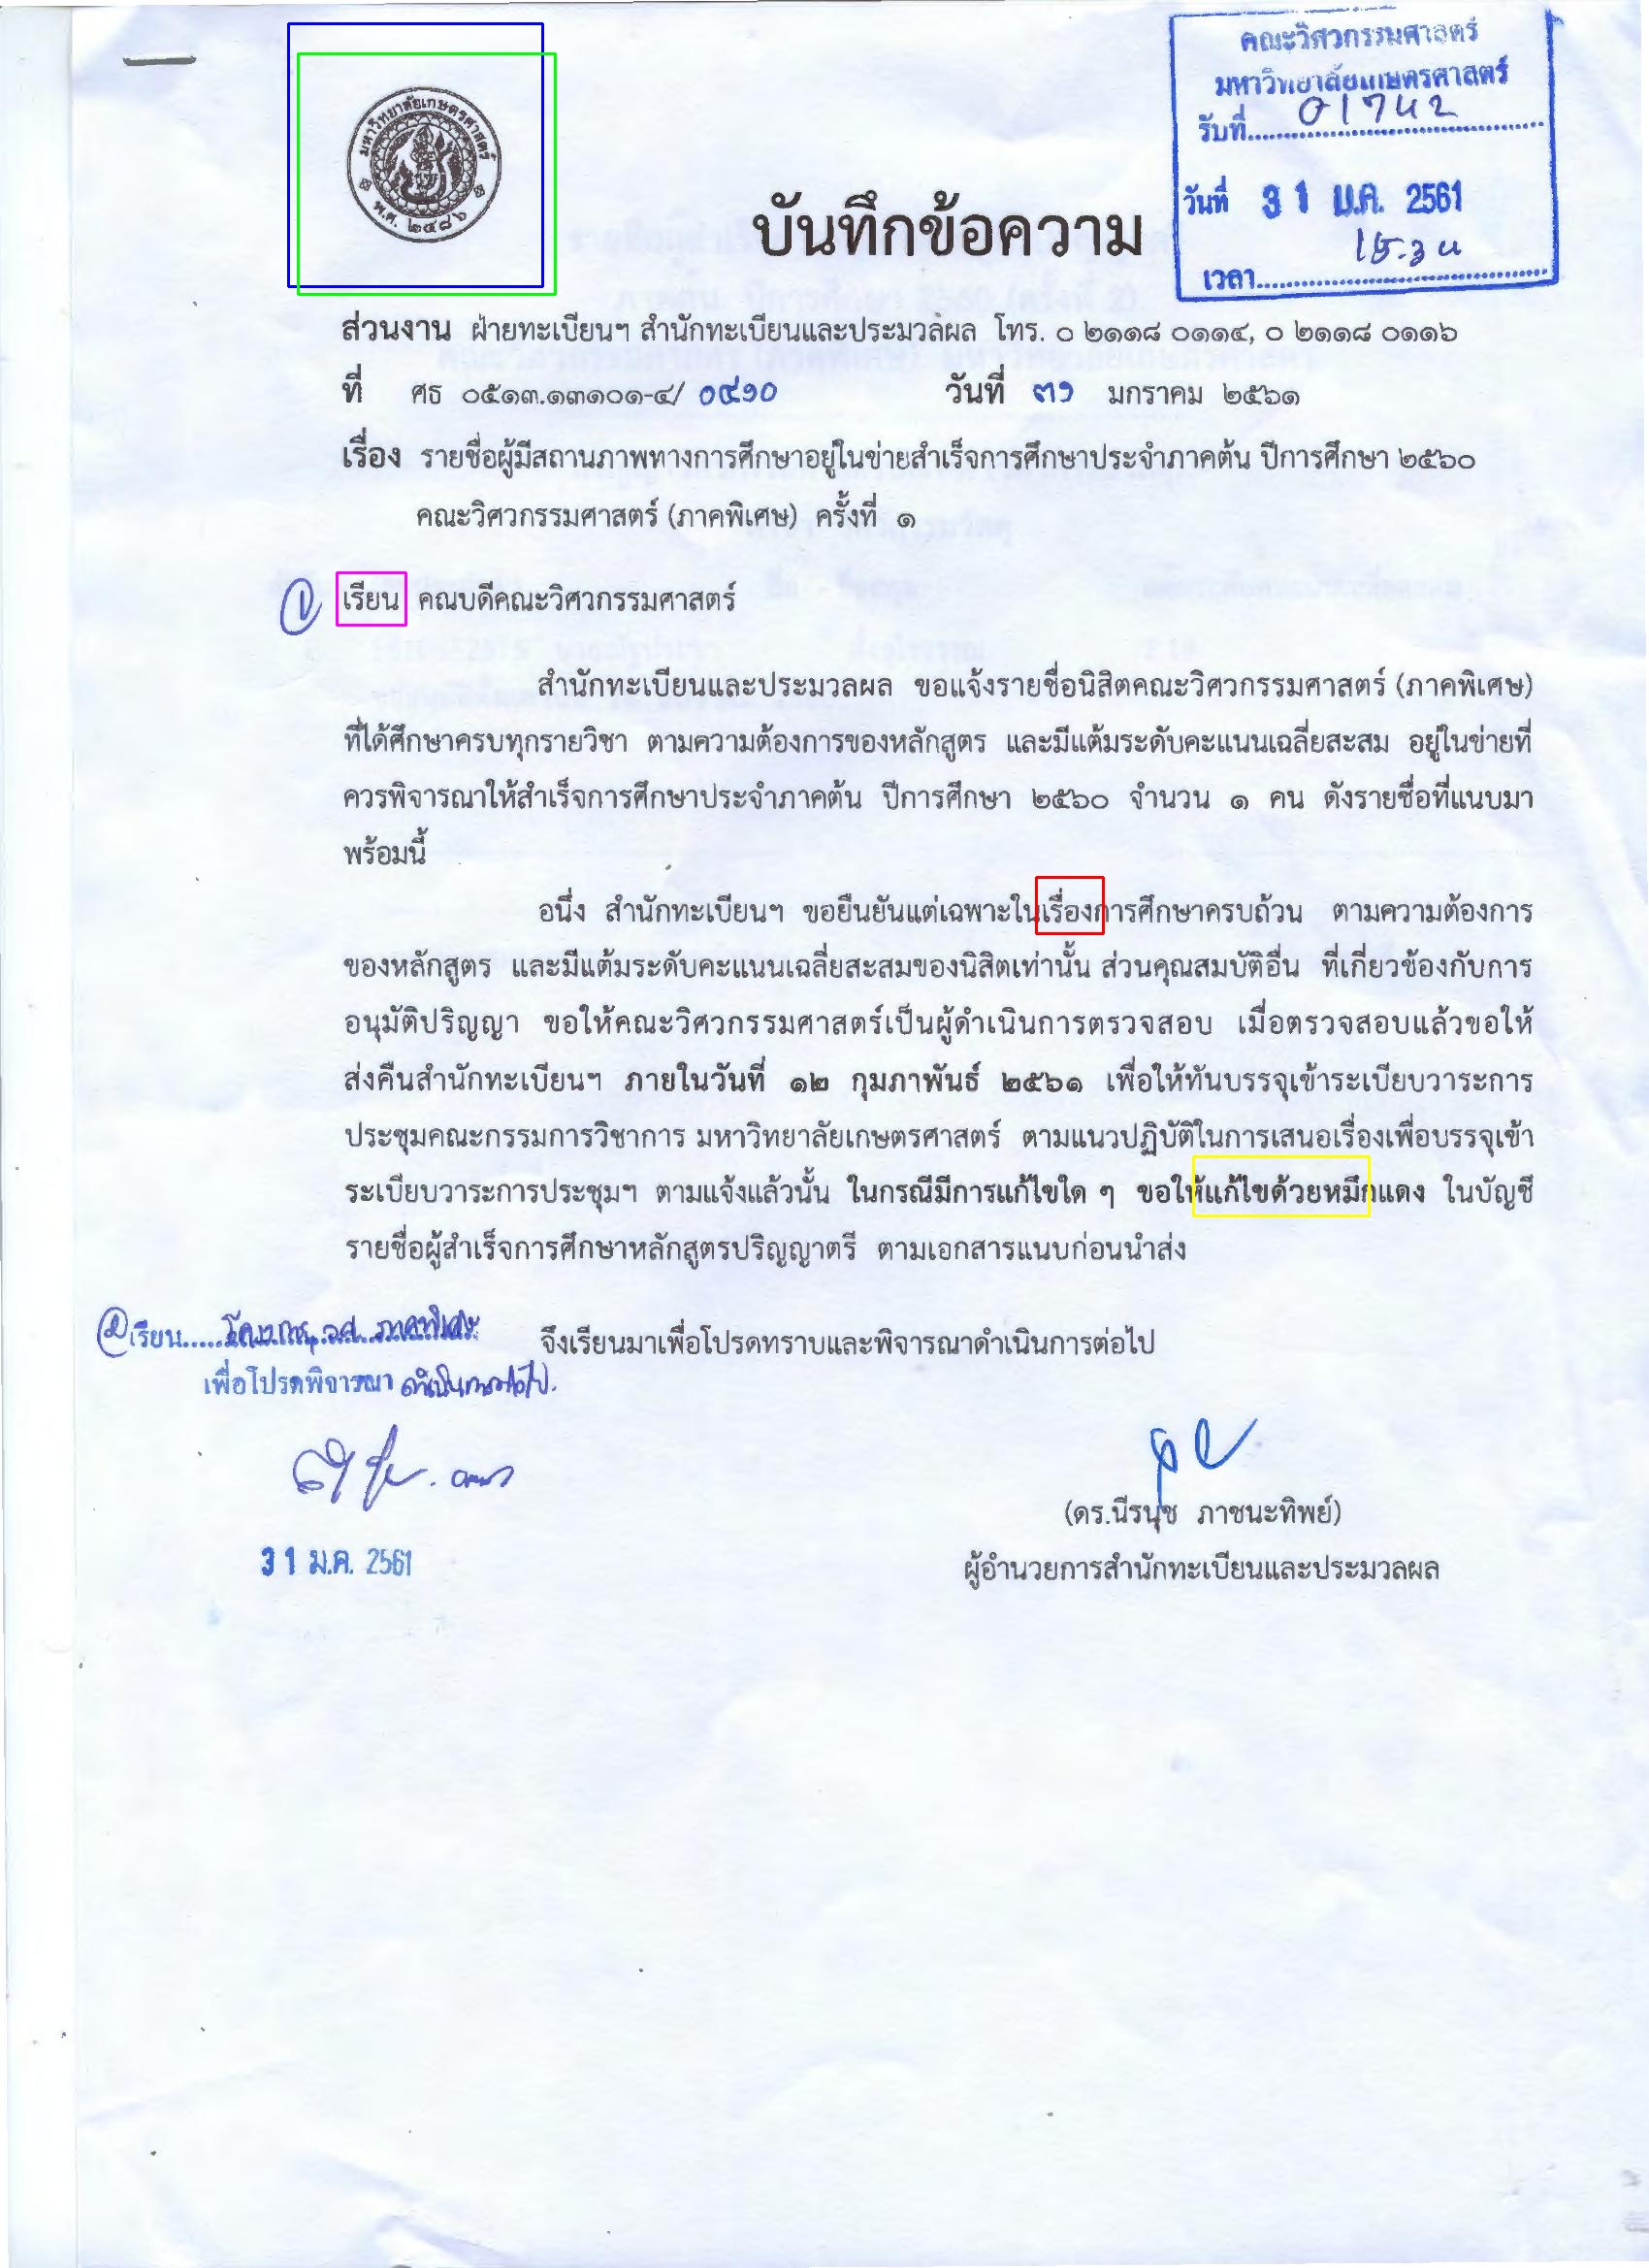 มหาวิทยาลัยเกษตรศาสตร์
พ.ศ. ๒๔๘๖
คณะวิศวกรรมศาสตร์
มหาวิทยาลัยเกษตรศาสตร์
รับที่ 01742
วันที่ 31 ม.ค. 2561
เวลา 15.30
บันทึกข้อความ
ส่วนงาน ฝ่ายทะเบียนฯ สำนักทะเบียนและประมวลผล โทร. ๐ ๒๑๑๘ ๐๑๑๔, ๐ ๒๑๑๘ ๐๑๑๖
ที่ ศธ ๐๕๑๓.๑๓๑๐๑-๔/ ๐๔๑๐ วันที่ ๓๑ มกราคม ๒๕๖๑
เรื่อง รายชื่อผู้มีสถานภาพทางการศึกษาอยู่ในข่ายสำเร็จการศึกษาประจำภาคต้น ปีการศึกษา ๒๕๖๐
คณะวิศวกรรมศาสตร์ (ภาคพิเศษ) ครั้งที่ ๑
๑ เรียน คณบดีคณะวิศวกรรมศาสตร์
สำนักทะเบียนและประมวลผล ขอแจ้งรายชื่อนิสิตคณะวิศวกรรมศาสตร์ (ภาคพิเศษ)
ที่ได้ศึกษาครบทุกรายวิชา ตามความต้องการของหลักสูตร และมีแต้มระดับคะแนนเฉลี่ยสะสม อยู่ในข่ายที่
ควรพิจารณาให้สำเร็จการศึกษาประจำภาคต้น ปีการศึกษา ๒๕๖๐ จำนวน ๑ คน ดังรายชื่อที่แนบมา
พร้อมนี้
อนึ่ง สำนักทะเบียนฯ ขอยืนยันแต่เฉพาะในเรื่องการศึกษาครบถ้วน ตามความต้องการ
ของหลักสูตร และมีแต้มระดับคะแนนเฉลี่ยสะสมของนิสิตเท่านั้น ส่วนคุณสมบัติอื่น ที่เกี่ยวข้องกับการ
อนุมัติปริญญา ขอให้คณะวิศวกรรมศาสตร์เป็นผู้ดำเนินการตรวจสอบ เมื่อตรวจสอบแล้วขอให้
ส่งคืนสำนักทะเบียนฯ ภายในวันที่ ๑๒ กุมภาพันธ์ ๒๕๖๑ เพื่อให้ทันบรรจุเข้าระเบียบวาระการ
ประชุมคณะกรรมการวิชาการ มหาวิทยาลัยเกษตรศาสตร์ ตามแนวปฏิบัติในการเสนอเรื่องเพื่อบรรจุเข้า
ระเบียบวาระการประชุมฯ ตามแจ้งแล้วนั้น ในกรณีมีการแก้ไขใด ๆ ขอให้แก้ไขด้วยหมึกแดง ในบัญชี
รายชื่อผู้สำเร็จการศึกษาหลักสูตรปริญญาตรี ตามเอกสารแนบก่อนนำส่ง
จึงเรียนมาเพื่อโปรดทราบและพิจารณาดำเนินการต่อไป
๒ เรียน โครงการ วศ. ภาคพิเศษ
เพื่อโปรดพิจารณา ดำเนินการต่อไป.
31 ม.ค. 2561
(ดร.นีรนุช ภาชนะทิพย์)
ผู้อำนวยการสำนักทะเบียนและประมวลผล